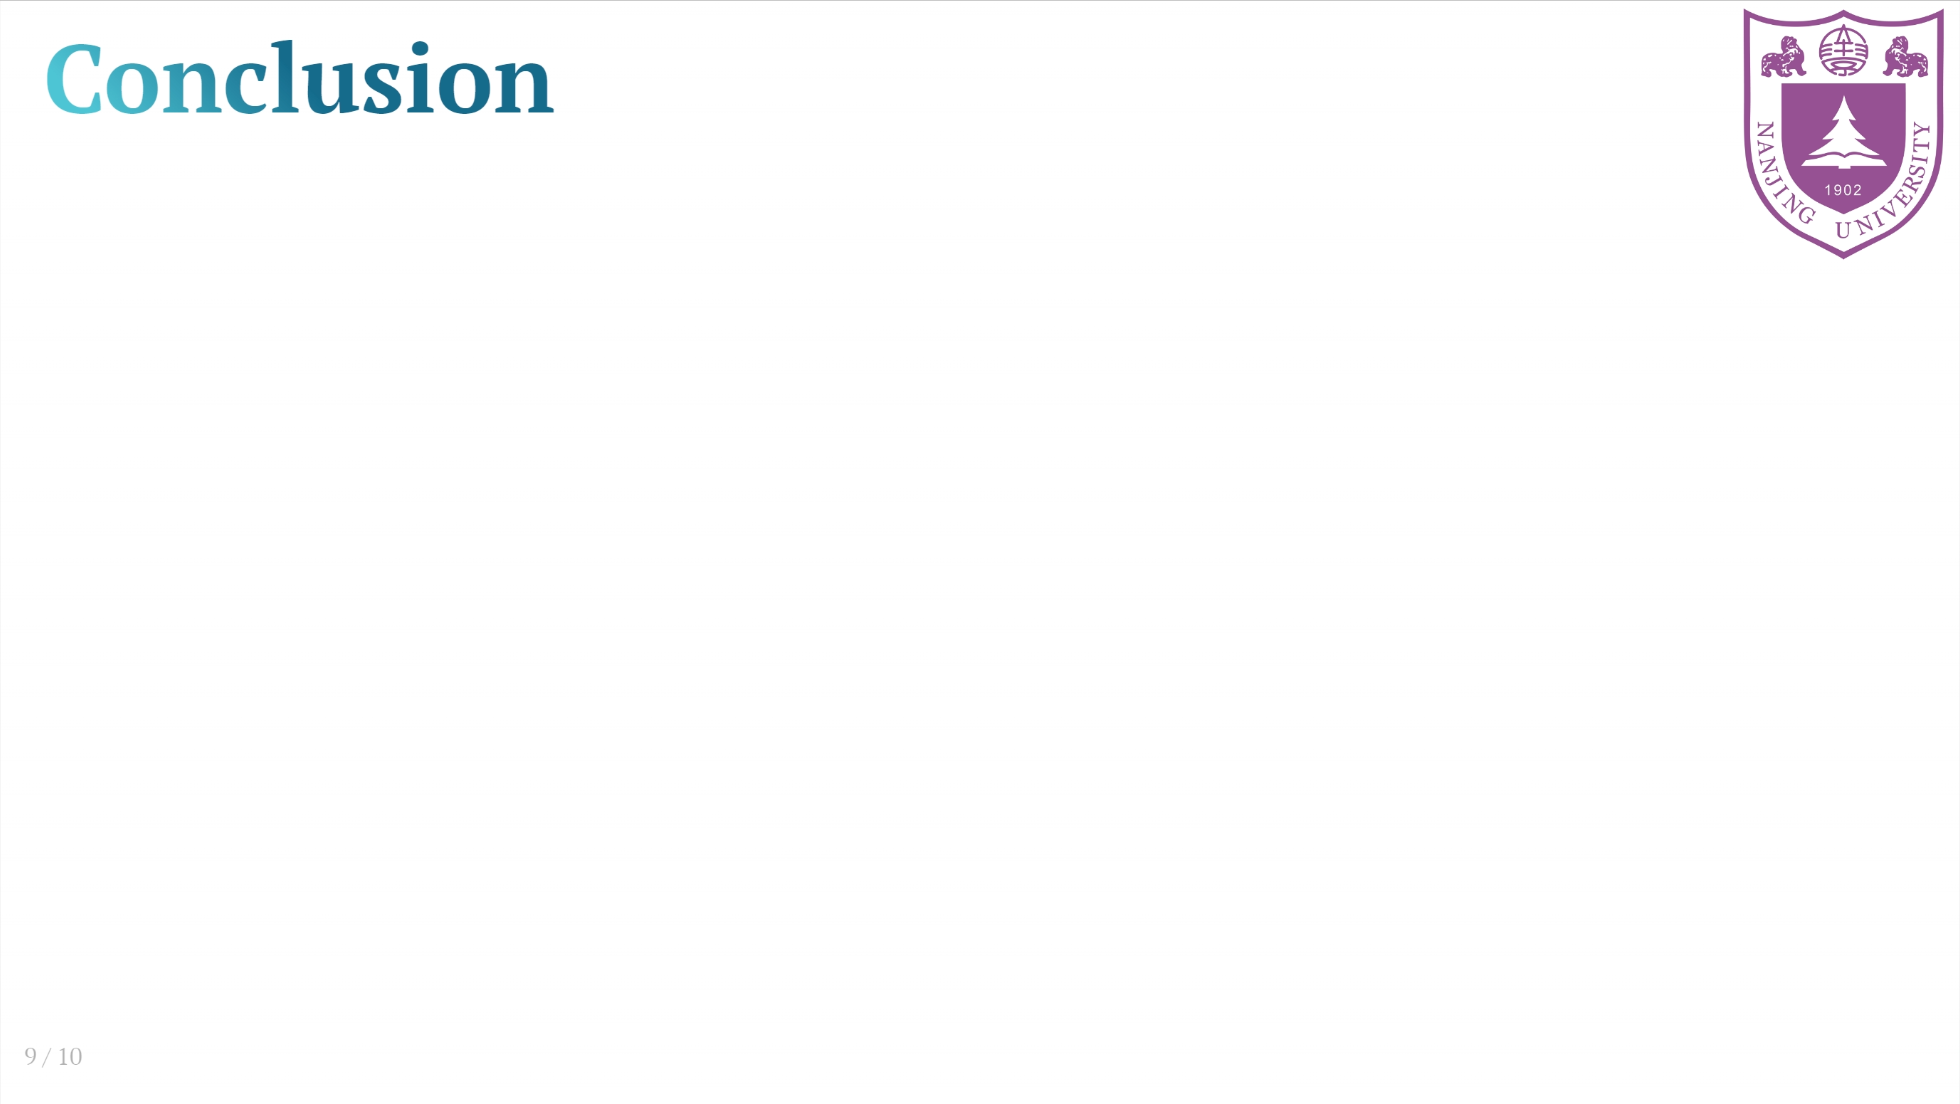 Conclusion
NANJING UNIVERSITY
1902
9 / 10